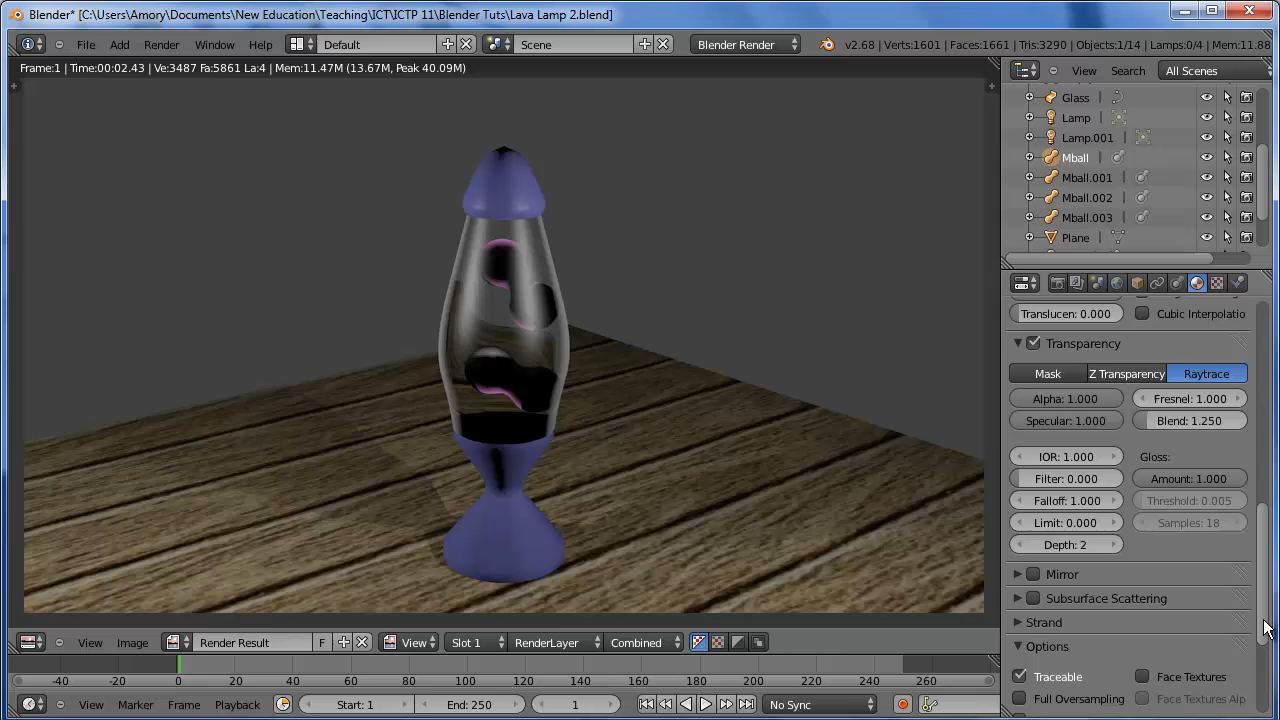 Blender* [C:\Users\Amory\Documents\New Education\Teaching\ICT\ICTP 11\Blender Tuts\Lava Lamp 2.blend]
File Add Render Window Help Default Scene Blender Render v2.68 | Verts:1601 | Faces:1661 | Tris:3290 | Objects:1/14 | Lamps:0/4 | Mem:11.88
Frame:1 | Time:00:02.43 | Ve:3487 Fa:5861 La:4 | Mem:11.47M (13.67M, Peak 40.09M)
View Search All Scenes
Glass
Lamp
Lamp.001
Mball
Mball.001
Mball.002
Mball.003
Plane
Translucen: 0.000 Cubic Interpolatio
Transparency
Mask Z Transparency Raytrace
Alpha: 1.000 Fresnel: 1.000
Specular: 1.000 Blend: 1.250
IOR: 1.000 Gloss:
Filter: 0.000 Amount: 1.000
Falloff: 1.000 Threshold: 0.005
Limit: 0.000 Samples: 18
Depth: 2
Mirror
Subsurface Scattering
Strand
Options
Traceable Face Textures
Full Oversampling Face Textures Alp
View Image Render Result F View Slot 1 RenderLayer Combined
-40 -20 0 20 40 60 80 100 120 140 160 180 200 220 240 260
View Marker Frame Playback Start: 1 End: 250 1 No Sync